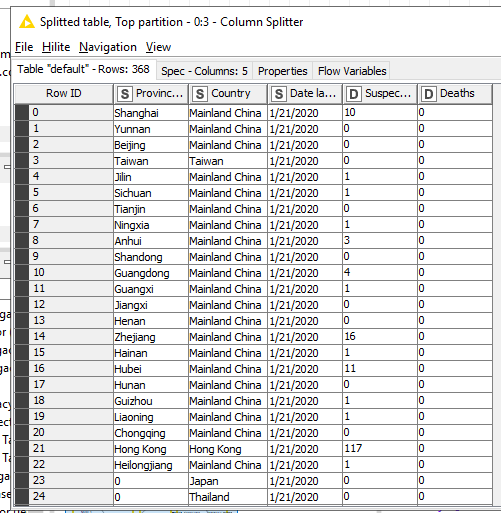 Splitted table, Top partition - 0:3 - Column Splitter
File Hilite Navigation View
Table "default" - Rows: 368 Spec - Columns: 5 Properties Flow Variables
Row ID S Provinc... S Country S Date la... D Suspec... D Deaths
0 Shanghai Mainland China 1/21/2020 10 0
1 Yunnan Mainland China 1/21/2020 0 0
2 Beijing Mainland China 1/21/2020 0 0
3 Taiwan Taiwan 1/21/2020 0 0
4 Jilin Mainland China 1/21/2020 1 0
5 Sichuan Mainland China 1/21/2020 1 0
6 Tianjin Mainland China 1/21/2020 0 0
7 Ningxia Mainland China 1/21/2020 1 0
8 Anhui Mainland China 1/21/2020 3 0
9 Shandong Mainland China 1/21/2020 0 0
10 Guangdong Mainland China 1/21/2020 4 0
11 Guangxi Mainland China 1/21/2020 1 0
12 Jiangxi Mainland China 1/21/2020 0 0
13 Henan Mainland China 1/21/2020 0 0
14 Zhejiang Mainland China 1/21/2020 16 0
15 Hainan Mainland China 1/21/2020 1 0
16 Hubei Mainland China 1/21/2020 11 0
17 Hunan Mainland China 1/21/2020 0 0
18 Guizhou Mainland China 1/21/2020 1 0
19 Liaoning Mainland China 1/21/2020 1 0
20 Chongqing Mainland China 1/21/2020 0 0
21 Hong Kong Hong Kong 1/21/2020 117 0
22 Heilongjiang Mainland China 1/21/2020 1 0
23 0 Japan 1/21/2020 0 0
24 0 Thailand 1/21/2020 0 0